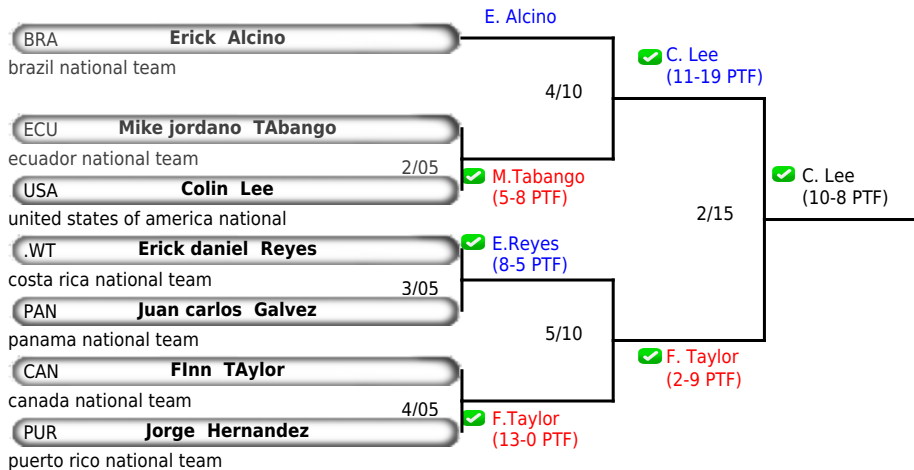 E. Alcino
BRA Erick Alcino
brazil national team
C. Lee
(11-19 PTF)
4/10
ECU Mike jordano TAbango
ecuador national team
2/05
USA Colin Lee
united states of america national
M.Tabango
(5-8 PTF)
C. Lee
(10-8 PTF)
2/15
.WT Erick daniel Reyes
costa rica national team
E.Reyes
(8-5 PTF)
3/05
PAN Juan carlos Galvez
panama national team
5/10
CAN FInn TAylor
canada national team
F. Taylor
(2-9 PTF)
4/05
PUR Jorge Hernandez
puerto rico national team
F.Taylor
(13-0 PTF)